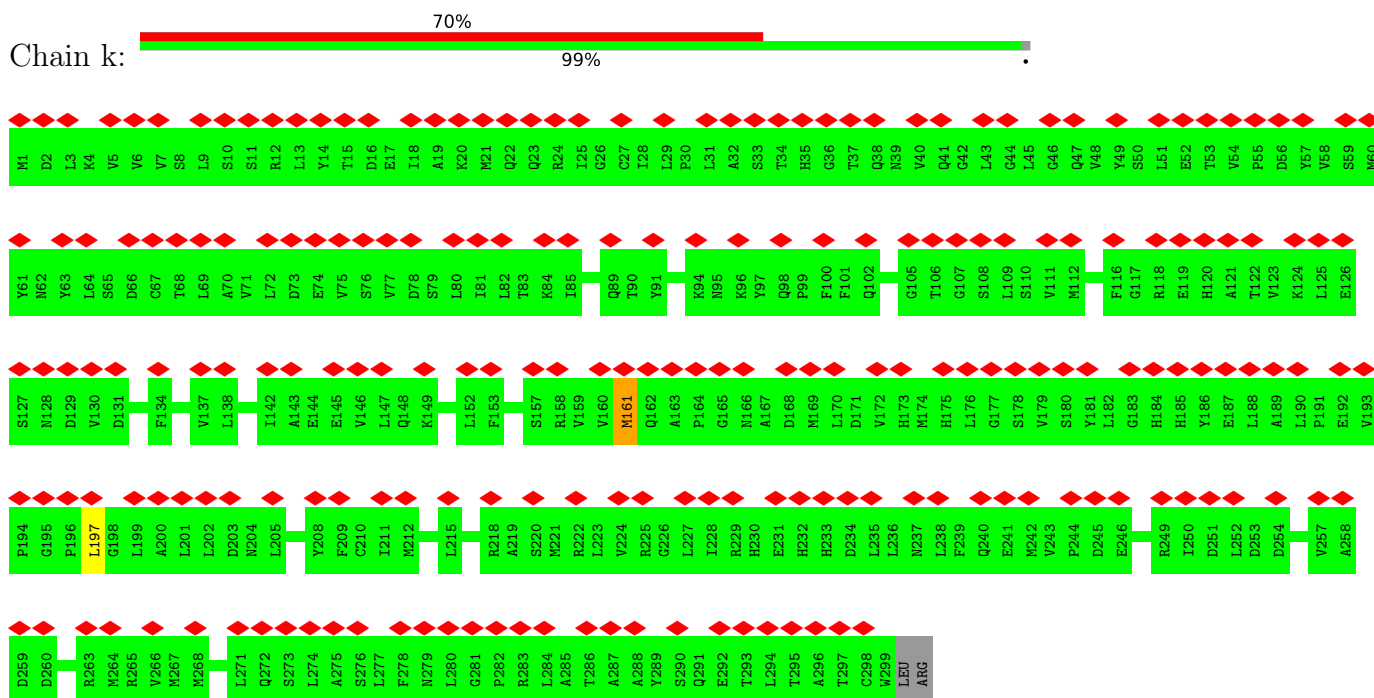 70%
Chain k:
99%
.
M1 D2 L3 K4 V5 V6 V7 S8 L9 S10 S11 R12 L13 Y14 T15 D16 E17 I18 A19 K20 M21 Q22 Q23 R24 I25 G26 C27 I28 L29 P30 L31 A32 S33 T34 H35 G36 T37 Q38 N39 V40 Q41 G42 L43 G44 L45 G46 Q47 V48 Y49 S50 L51 E52 T53 V54 P55 D56 Y57 V58 S59 M60
Y61 N62 Y63 L64 S65 D66 C67 T68 L69 A70 V71 L72 D73 E74 V75 S76 V77 D78 S79 L80 I81 L82 T83 K84 I85 Q89 T90 Y91 K94 N95 K96 Y97 Q98 P99 F100 F101 Q102 G105 T106 G107 S108 L109 S110 V111 M112 F116 G117 R118 E119 H120 A121 T122 V123 K124 L125 E126
S127 N128 D129 V130 D131 F134 V137 L138 I142 A143 E144 E145 V146 L147 Q148 K149 L152 F153 S157 R158 V159 V160 M161 Q162 A163 P164 G165 N166 A167 D168 M169 L170 D171 V172 H173 M174 H175 L176 G177 S178 V179 S180 Y181 L182 G183 H184 H185 Y186 E187 L188 A189 L190 P191 E192 V193
P194 G195 P196 L197 G198 L199 A200 L201 L202 D203 N204 L205 Y208 F209 C210 I211 M212 L215 R218 A219 S220 M221 R222 L223 V224 R225 G226 L227 I228 R229 H230 E231 H232 H233 D234 L235 L236 N237 L238 F239 Q240 E241 M242 V243 P244 D245 E246 R249 I250 D251 L252 D253 D254 V257 A258
D259 D260 R263 M264 R265 V266 M267 M268 L271 Q272 S273 L274 A275 S276 L277 F278 N279 L280 G281 P282 R283 L284 A285 T286 A287 A288 Y289 S290 Q291 E292 T293 L294 T295 A296 T297 C298 W299 LEU ARG